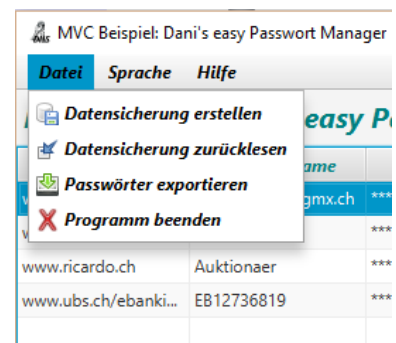 MVC Beispiel: Dani's easy Passwort Manager
Datei Sprache Hilfe
easy
Datensicherung erstellen
Datensicherung zurücklesen
ame
Passwörter exportieren
gmx.ch ***
Programm beenden
***
www.ricardo.ch Auktionaer ***
www.ubs.ch/ebanki... EB12736819 ***